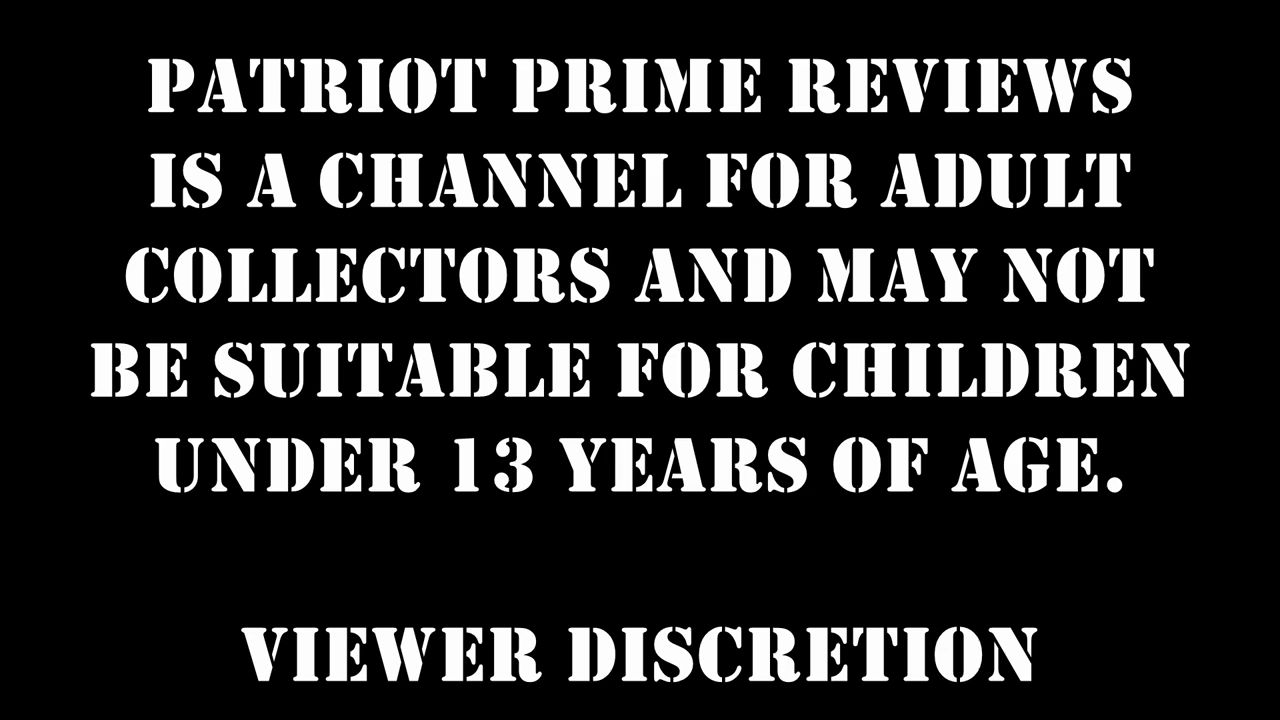 PATRIOT PRIME REVIEWS
IS A CHANNEL FOR ADULT
COLLECTORS AND MAY NOT
BE SUITABLE FOR CHILDREN
UNDER 13 YEARS OF AGE.
VIEWER DISCRETION